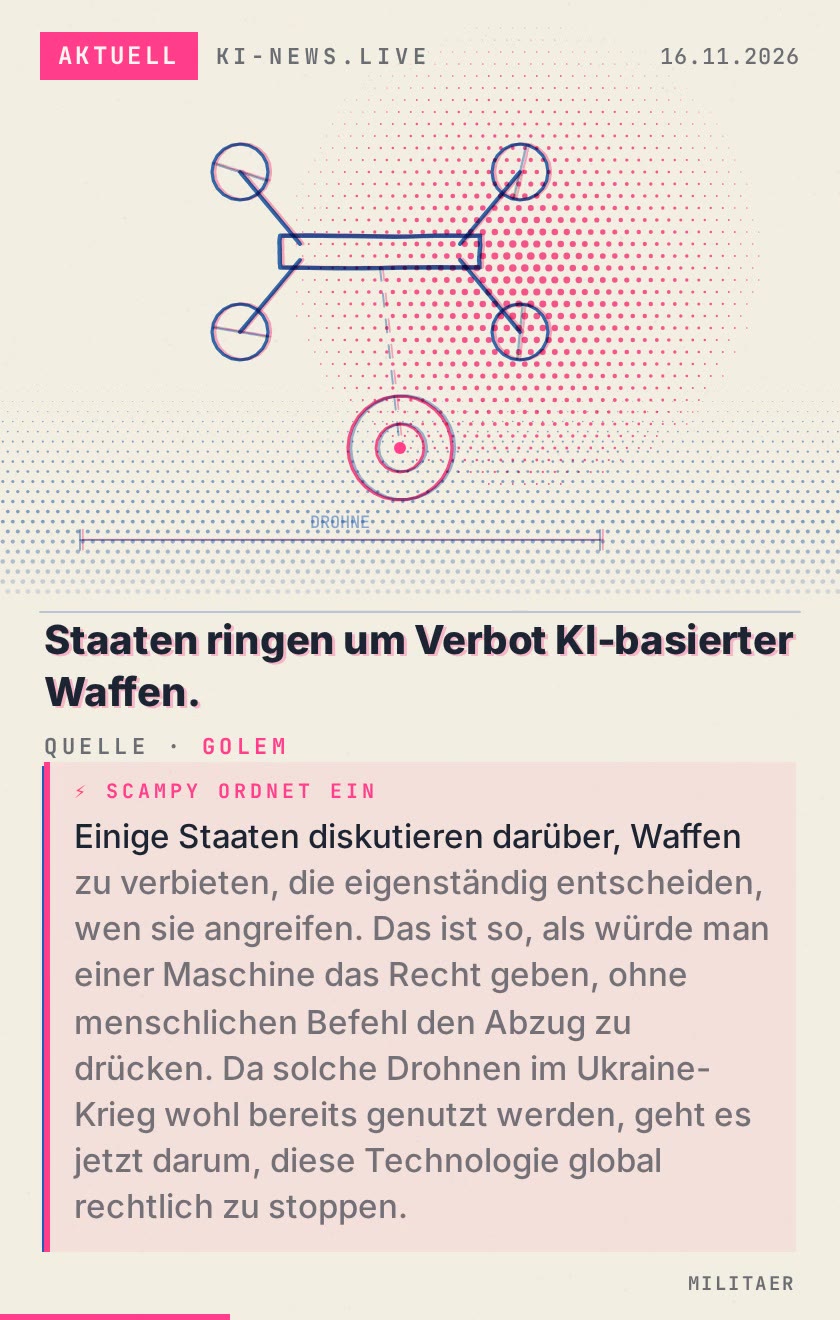 AKTUELL KI-NEWS.LIVE 16.11.2026
DROHNE
Staaten ringen um Verbot KI-basierter
Waffen.
QUELLE · GOLEM
⚡ SCAMPY ORDNET EIN
Einige Staaten diskutieren darüber, Waffen
zu verbieten, die eigenständig entscheiden,
wen sie angreifen. Das ist so, als würde man
einer Maschine das Recht geben, ohne
menschlichen Befehl den Abzug zu
drücken. Da solche Drohnen im Ukraine-
Krieg wohl bereits genutzt werden, geht es
jetzt darum, diese Technologie global
rechtlich zu stoppen.
MILITAER